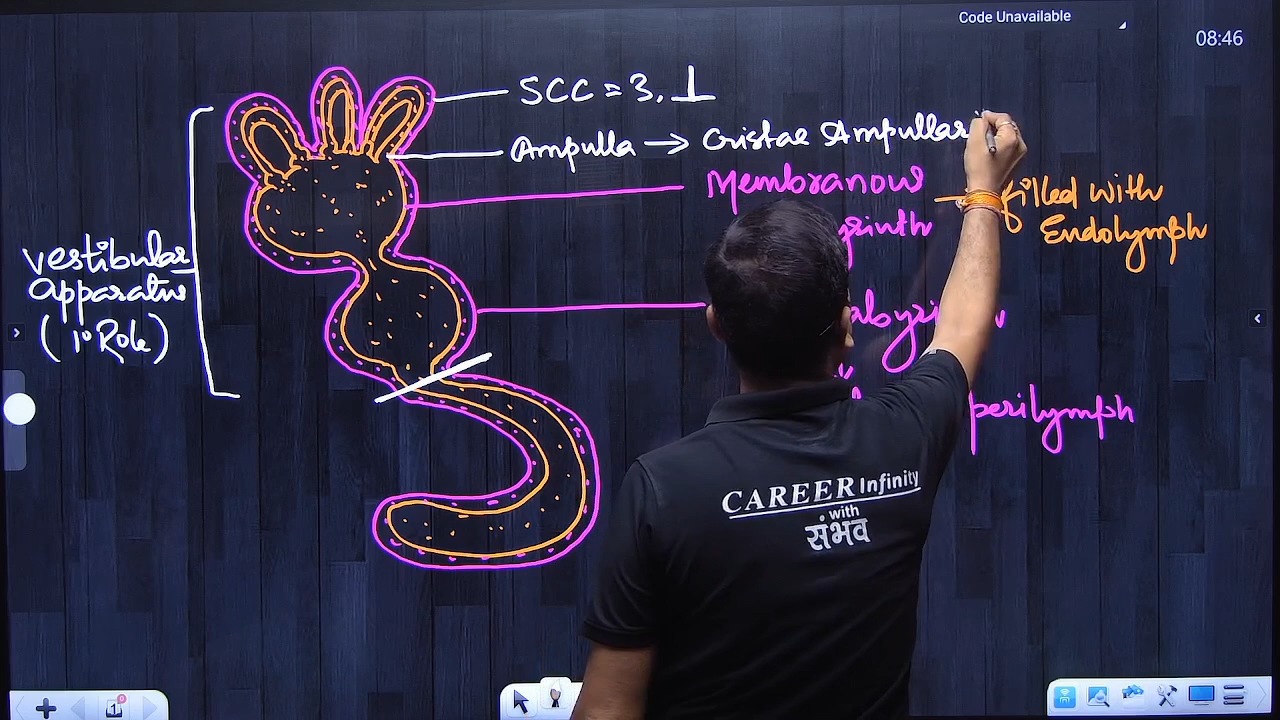 Code Unavailable
08:46
SCC = 3, ⊥
Ampulla → Cristae Ampullar
Membranous
filled with
Endolymph
vestibular
apparatus
(1° Role)
perilymph
CAREER Infinity
with
संभव
1